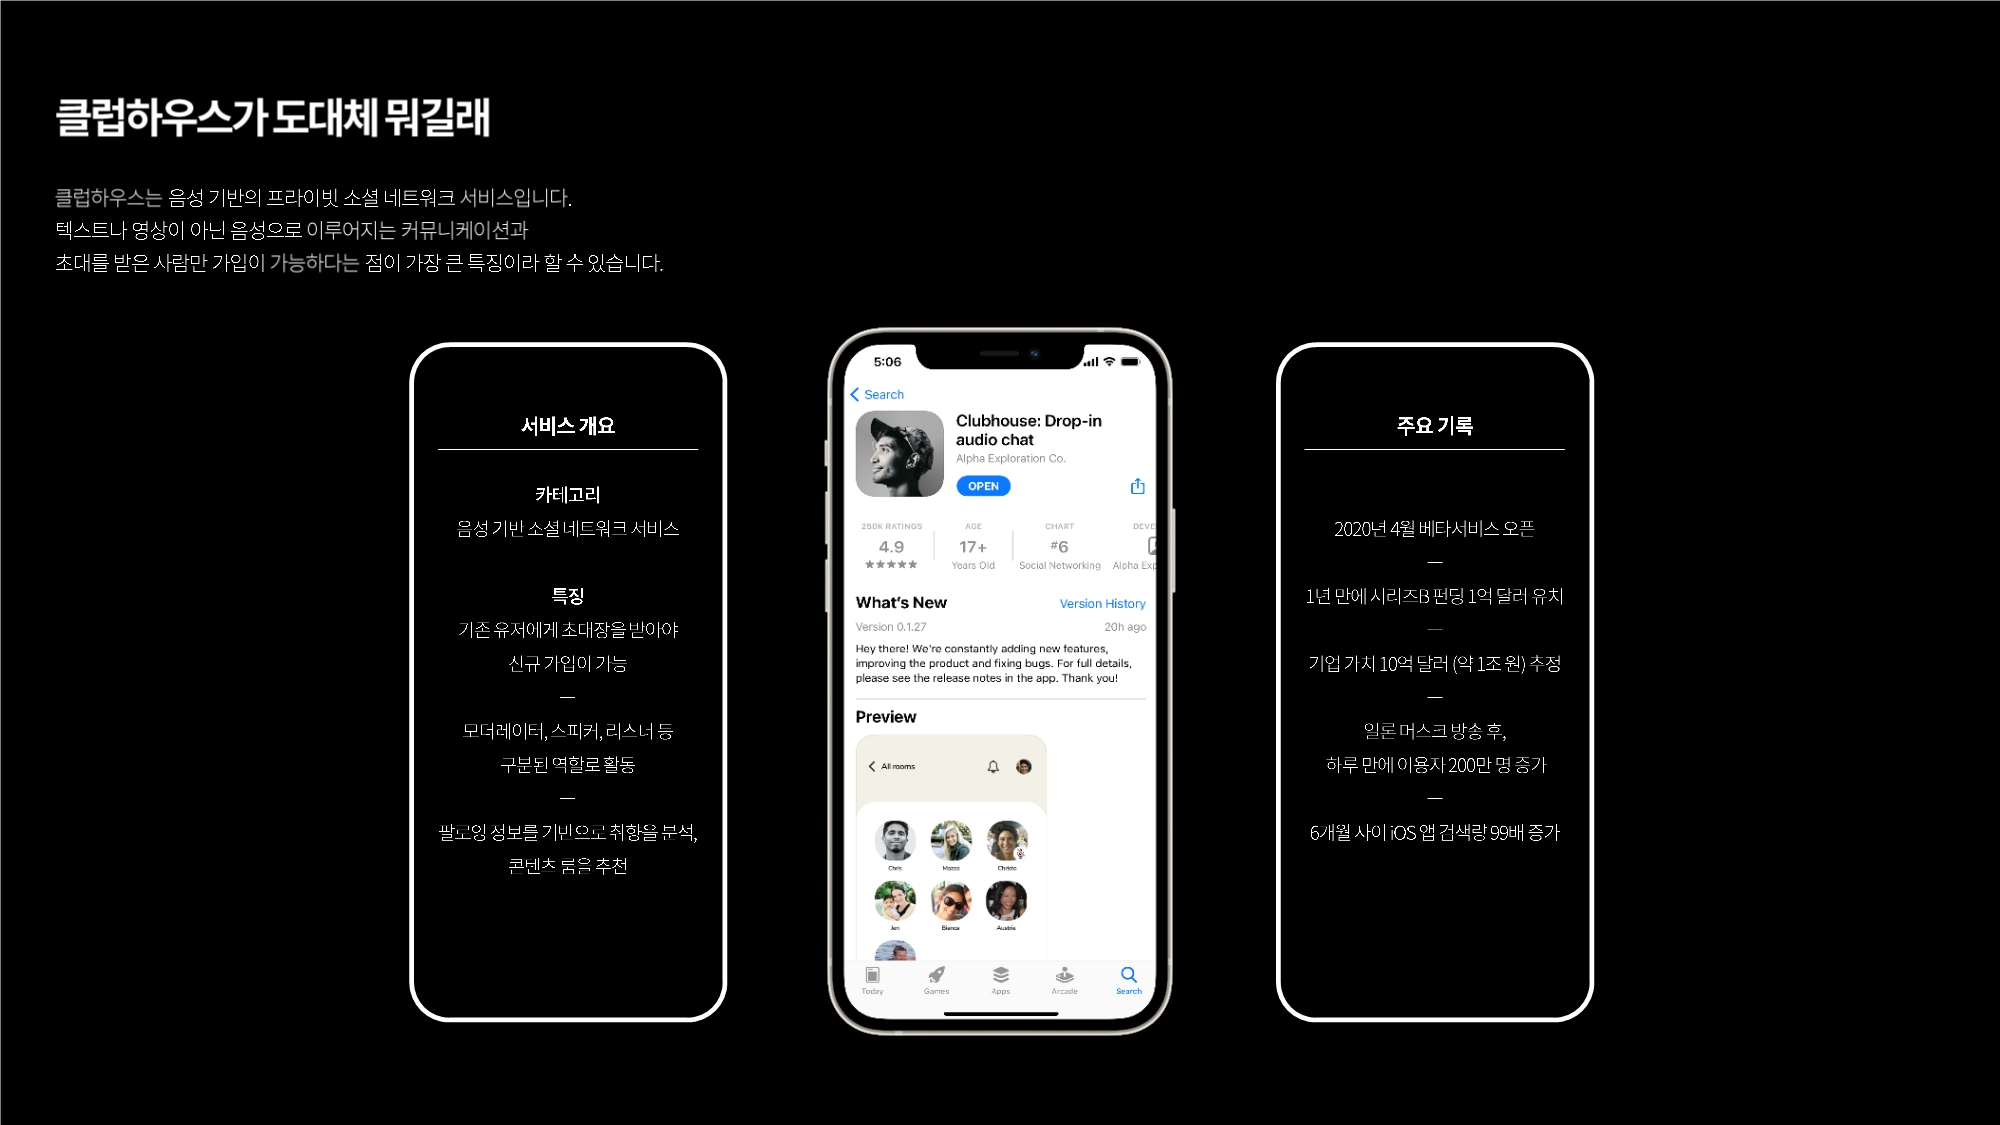 클럽하우스가 도대체 뭐길래
클럽하우스는 음성 기반의 프라이빗 소셜 네트워크 서비스입니다.
텍스트나 영상이 아닌 음성으로 이루어지는 커뮤니케이션과
초대를 받은 사람만 가입이 가능하다는 점이 가장 큰 특징이라 할 수 있습니다.
서비스 개요
카테고리
음성 기반 소셜 네트워크 서비스
특징
기존 유저에게 초대장을 받아야
신규 가입이 가능
—
모더레이터, 스피커, 리스너 등
구분된 역할로 활동
—
팔로잉 정보를 기반으로 취향을 분석,
콘텐츠 룸을 추천
5:06
Search
Clubhouse: Drop-in
audio chat
Alpha Exploration Co.
OPEN
250K RATINGS AGE CHART DEVE
4.9 17+ #6
★★★★★ Years Old Social Networking Alpha Exp
What's New Version History
Version 0.1.27 20h ago
Hey there! We're constantly adding new features,
improving the product and fixing bugs. For full details,
please see the release notes in the app. Thank you!
Preview
All rooms
Chris Mazza Christo
Jen Bianca Austria
Today Games Apps Arcade Search
주요 기록
2020년 4월 베타서비스 오픈
—
1년 만에 시리즈B 펀딩 1억 달러 유치
—
기업 가치 10억 달러 (약 1조 원) 추정
—
일론 머스크 방송 후,
하루 만에 이용자 200만 명 증가
—
6개월 사이 iOS 앱 검색량 99배 증가